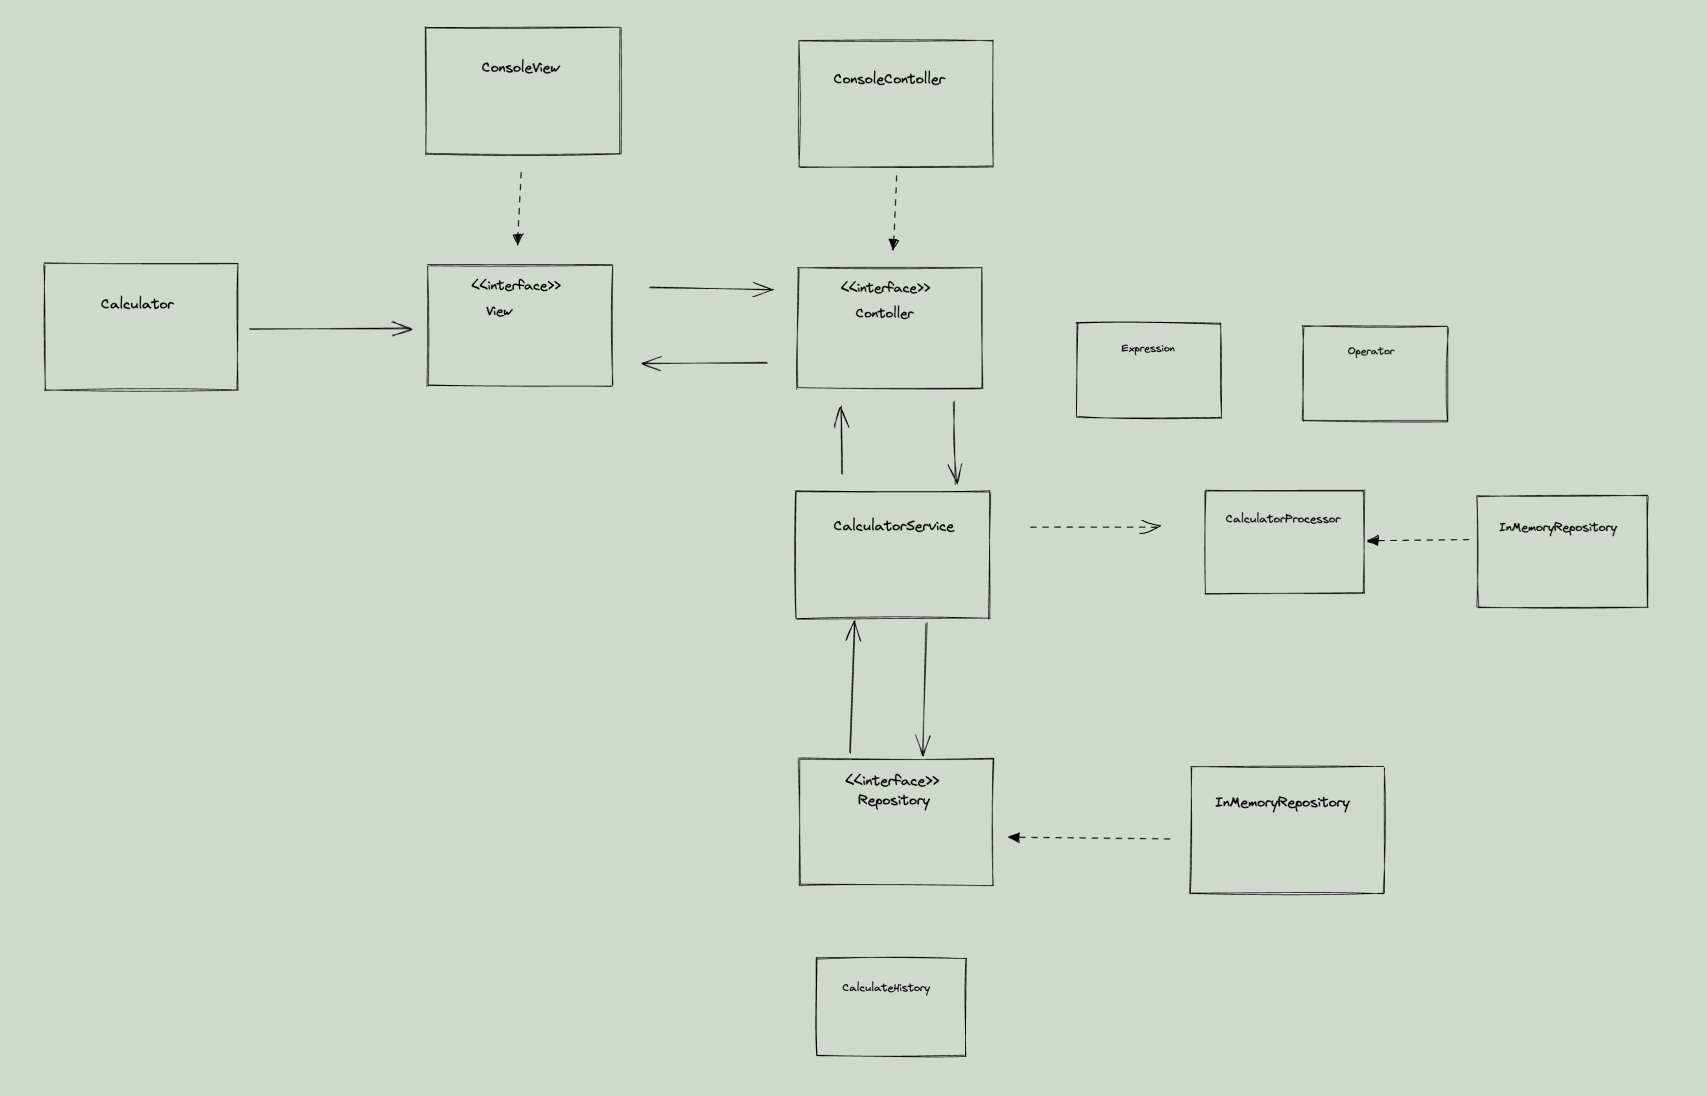 ConsoleView
ConsoleContoller
Calculator
<<interface>>
View
<<interface>>
Contoller
Expression
Operator
CalculatorService
CalculatorProcessor
InMemoryRepository
<<interface>>
Repository
InMemoryRepository
CalculateHistory